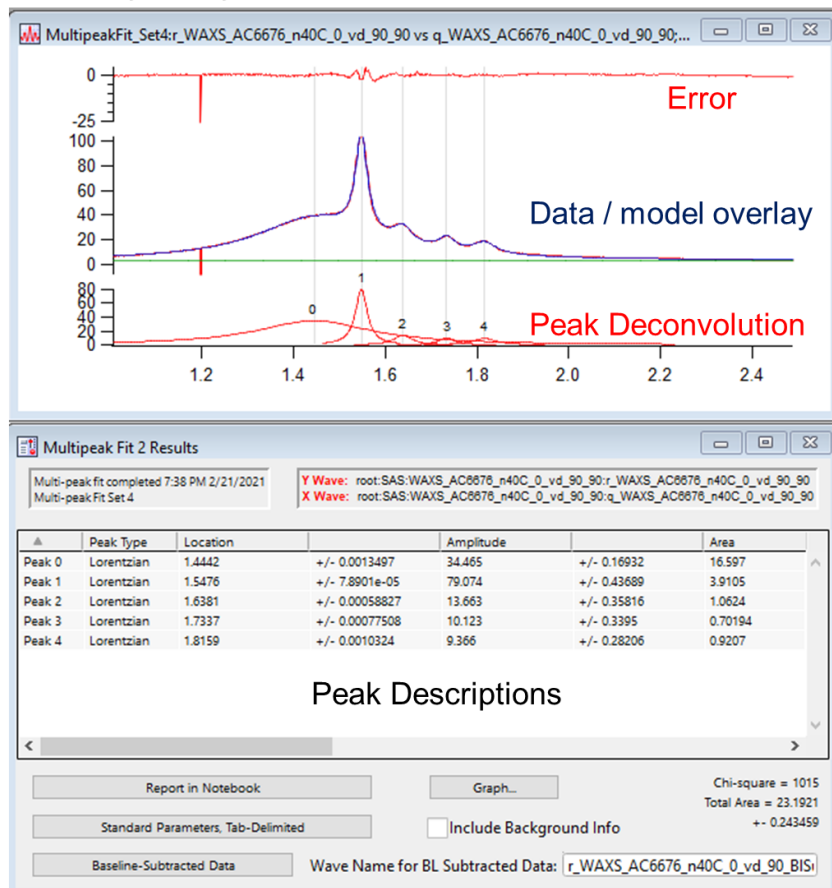 MultipeakFit_Set4:r_WAXS_AC6676_n40C_0_vd_90_90 vs q_WAXS_AC6676_n40C_0_vd_90_90;...
0
-25
Error
100
80
60
40
20
0
Data / model overlay
80
60
40
20
0
0
1
2
3
4
Peak Deconvolution
1.2 1.4 1.6 1.8 2.0 2.2 2.4
Multipeak Fit 2 Results
Multi-peak fit completed 7:38 PM 2/21/2021
Multi-peak Fit Set 4
Y Wave: root:SAS:WAXS_AC6676_n40C_0_vd_90_90:r_WAXS_AC6676_n40C_0_vd_90_90
X Wave: root:SAS:WAXS_AC6676_n40C_0_vd_90_90:q_WAXS_AC6676_n40C_0_vd_90_90
Peak Type Location Amplitude Area
Peak 0 Lorentzian 1.4442 +/- 0.0013497 34.465 +/- 0.16932 16.597
Peak 1 Lorentzian 1.5476 +/- 7.8901e-05 79.074 +/- 0.43689 3.9105
Peak 2 Lorentzian 1.6381 +/- 0.00058827 13.663 +/- 0.35816 1.0624
Peak 3 Lorentzian 1.7337 +/- 0.00077508 10.123 +/- 0.3395 0.70194
Peak 4 Lorentzian 1.8159 +/- 0.0010324 9.366 +/- 0.28206 0.9207
Peak Descriptions
Report in Notebook
Graph...
Chi-square = 1015
Total Area = 23.1921
+- 0.243459
Standard Parameters, Tab-Delimited
Include Background Info
Baseline-Subtracted Data
Wave Name for BL Subtracted Data: r_WAXS_AC6676_n40C_0_vd_90_BlS